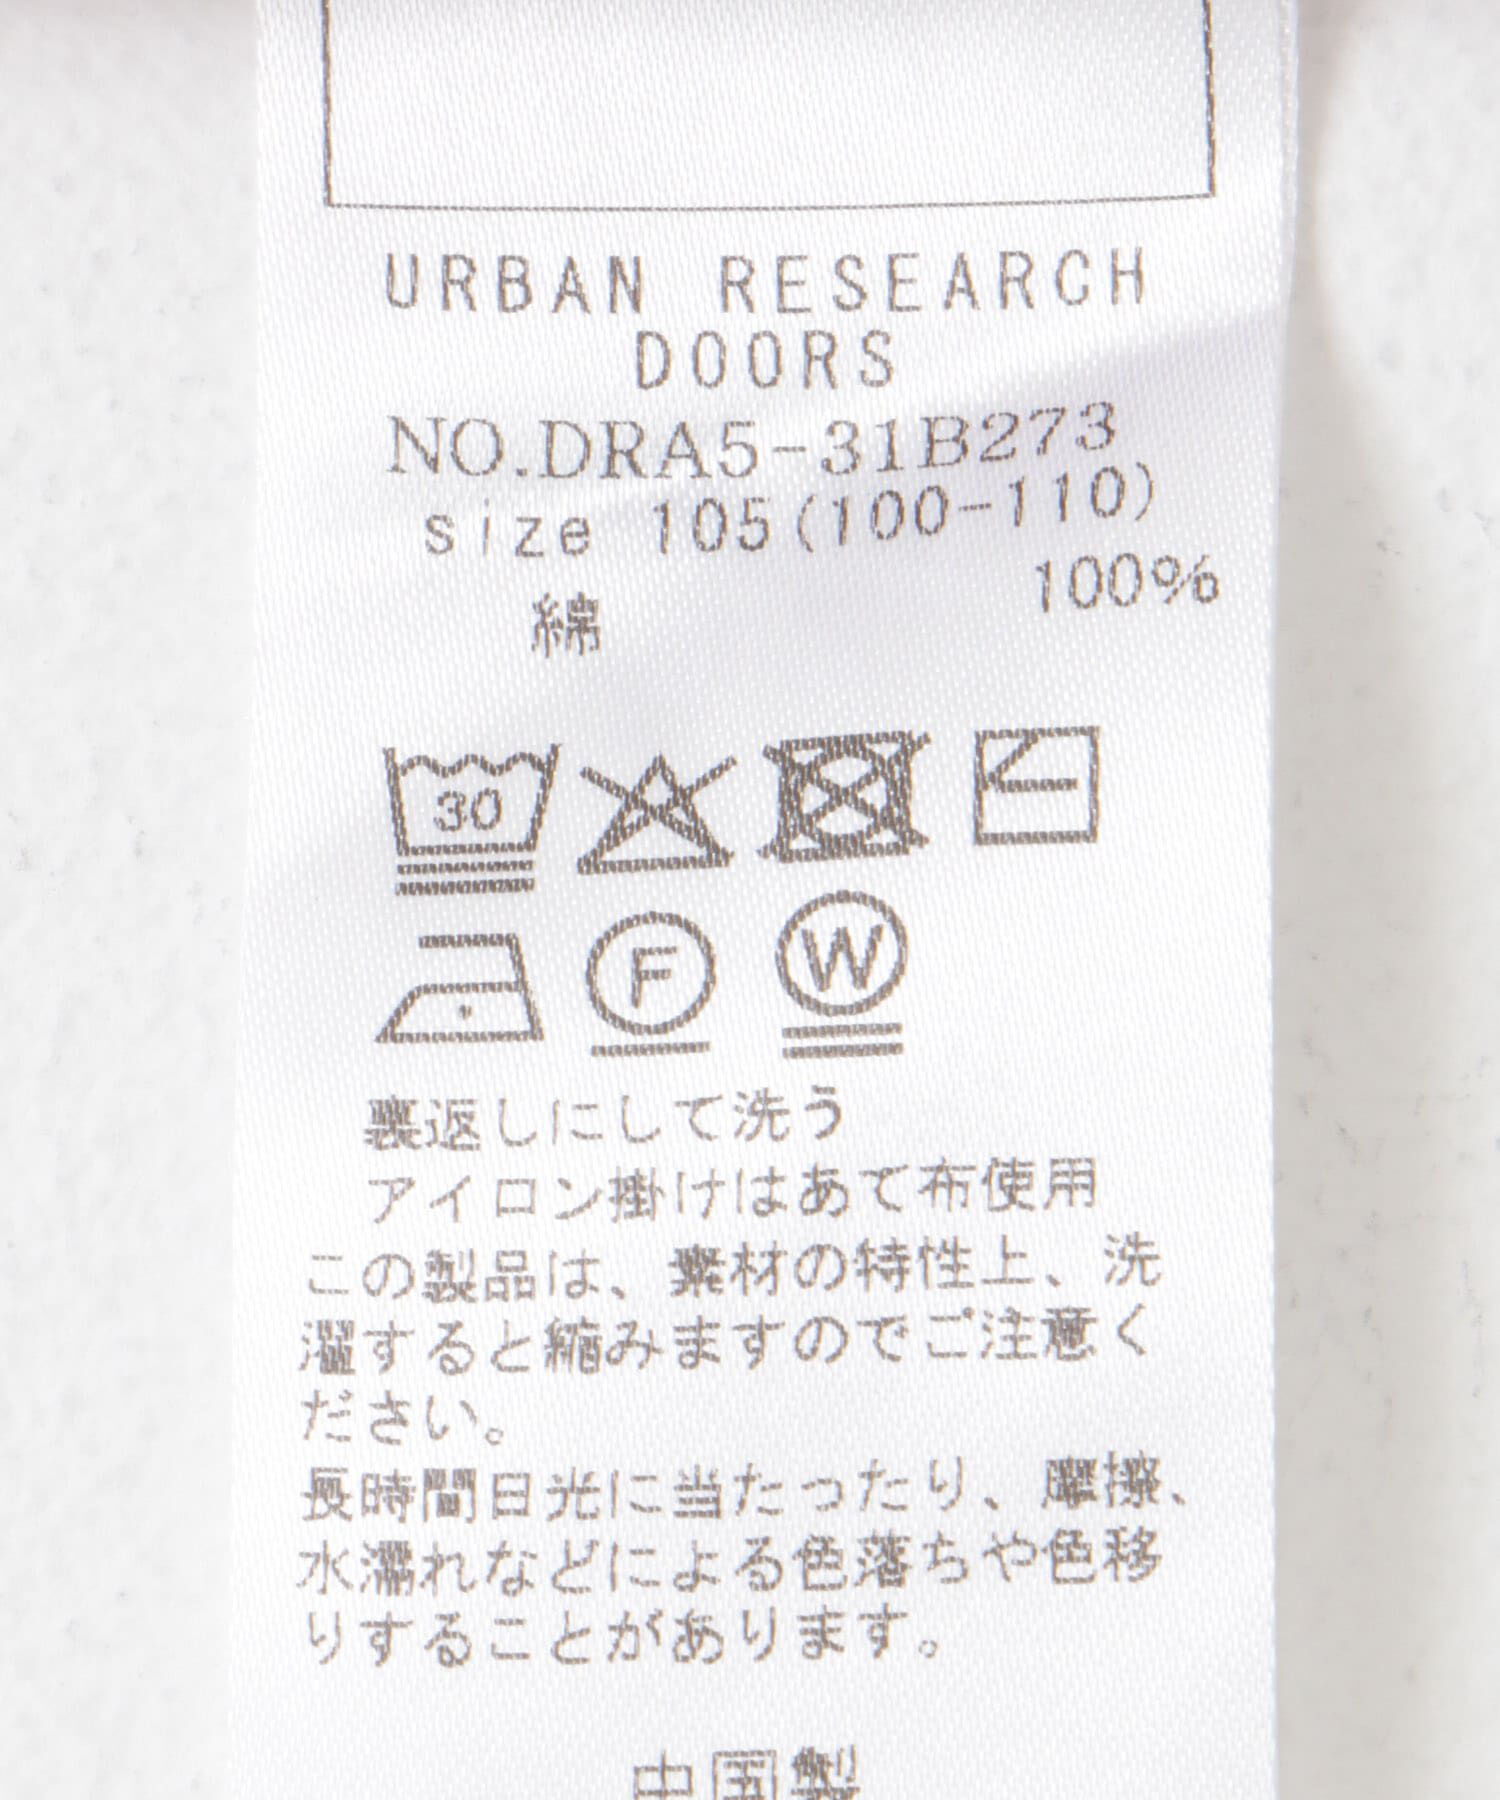 URBAN RESEARCH
DOORS
NO.DRA5-31B273
size 105(100-110)
綿 100%
30
F W
裏返しにして洗う
アイロン掛けはあて布使用
この製品は、素材の特性上、洗
濯すると縮みますのでご注意く
ださい。
長時間日光に当たったり、摩擦、
水濡れなどによる色落ちや色移
りすることがあります。
中国製